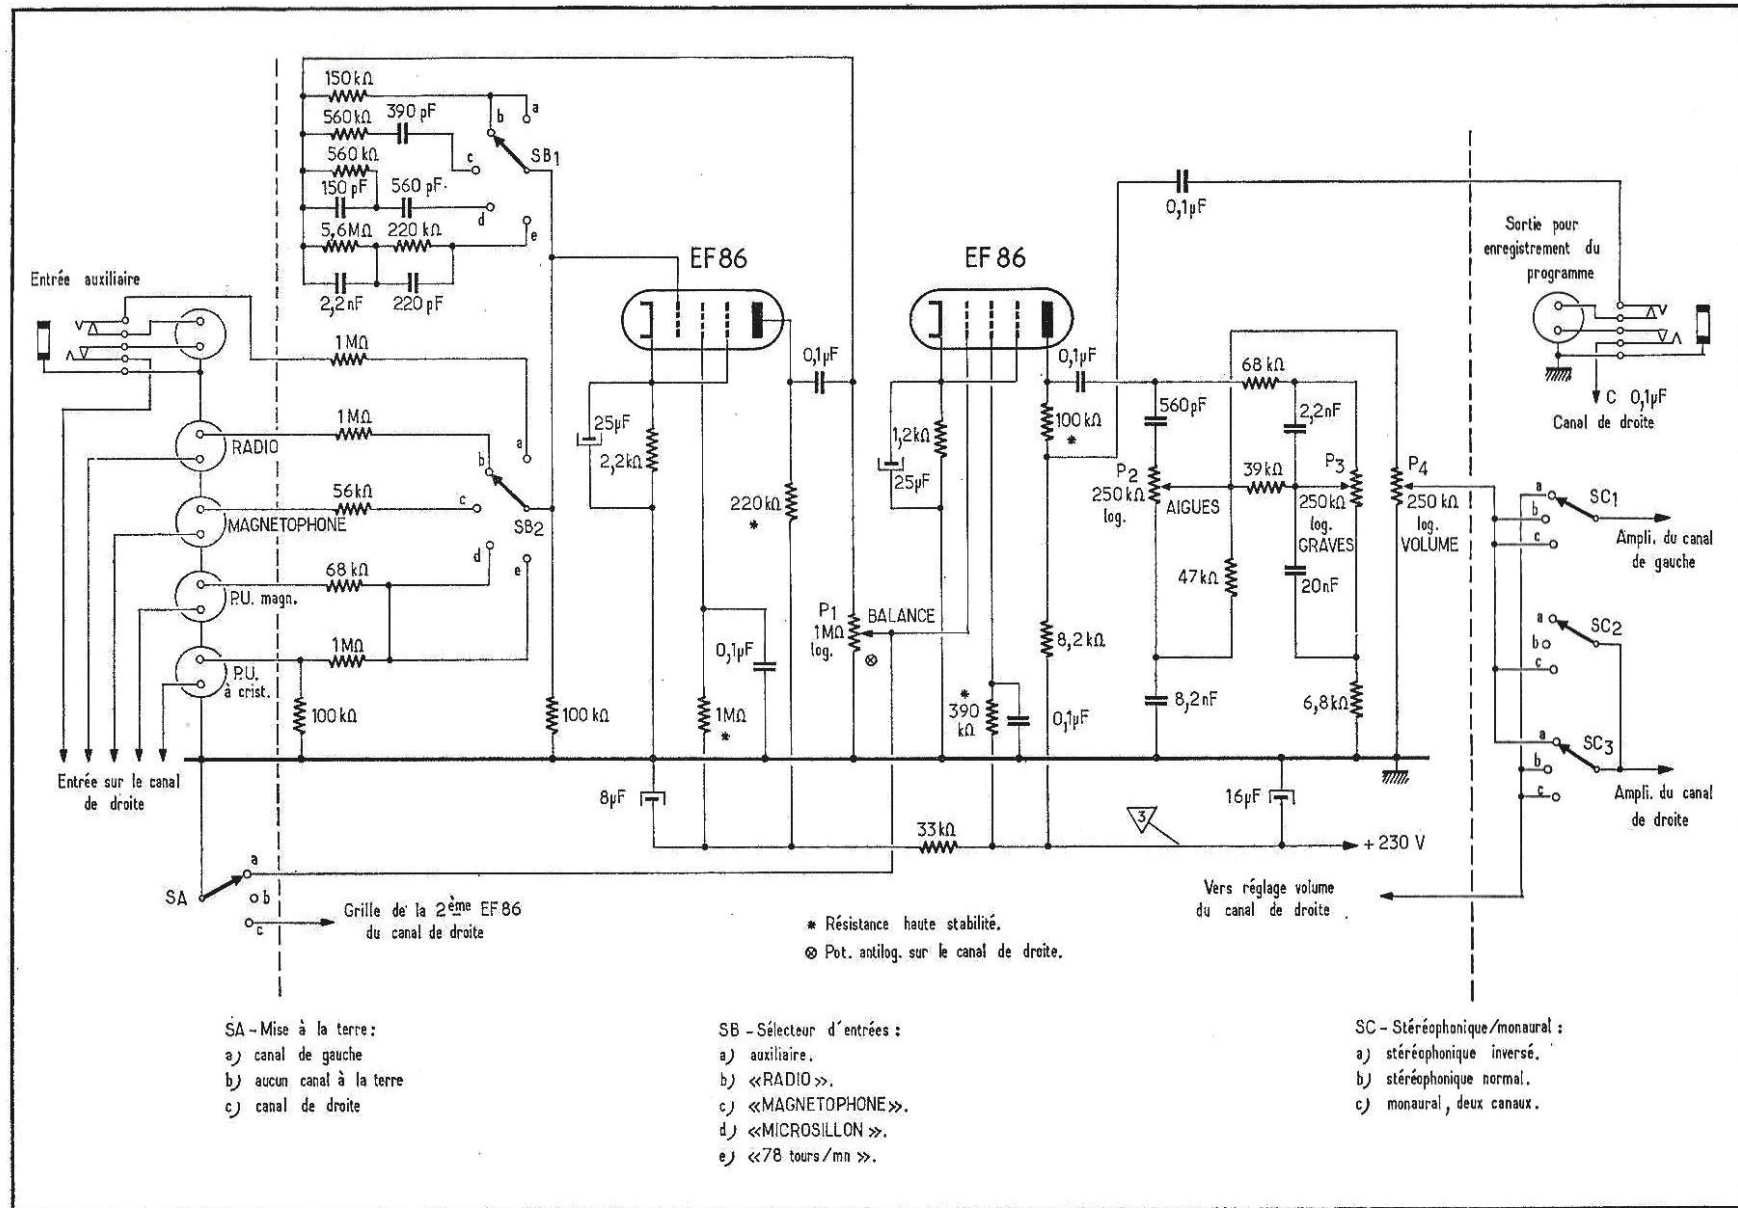 150 kΩ
390 pF
560 kΩ
560 kΩ
150 pF
560 pF
5,6 MΩ
220 kΩ
2,2 nF
220 pF
a
b
c
d
e
SB1
Entrée auxiliaire
1 MΩ
1 MΩ
RADIO
56 kΩ
MAGNETOPHONE
68 kΩ
P.U. magn.
1 MΩ
P.U.
à crist.
100 kΩ
a
b
c
d
e
SB2
100 kΩ
Entrée sur le canal
de droite
EF 86
25 µF
2,2 kΩ
0,1 µF
220 kΩ
*
0,1 µF
1 MΩ
*
P1
1 MΩ
log.
⊗
BALANCE
EF 86
1,2 kΩ
25 µF
0,1 µF
100 kΩ
*
0,1 µF
8,2 kΩ
*
390
kΩ
0,1 µF
560 pF
P2
250 kΩ
log.
AIGUES
8,2 nF
68 kΩ
39 kΩ
47 kΩ
2,2 nF
P3
250 kΩ
log.
GRAVES
20 nF
6,8 kΩ
P4
250 kΩ
log.
VOLUME
Sortie pour
enregistrement du
programme
C 0,1 µF
Canal de droite
a
b
c
SC1
Ampli. du canal
de gauche
a
b
c
SC2
a
b
c
SC3
Ampli. du canal
de droite
8 µF
33 kΩ
3
16 µF
+ 230 V
SA
a
b
c
Grille de la 2ème EF 86
du canal de droite
Vers réglage volume
du canal de droite
* Résistance haute stabilité.
⊗ Pot. antilog. sur le canal de droite.
SA - Mise à la terre :
a) canal de gauche
b) aucun canal à la terre
c) canal de droite
SB - Sélecteur d'entrées :
a) auxiliaire.
b) «RADIO».
c) «MAGNETOPHONE».
d) «MICROSILLON».
e) «78 tours/mn ».
SC - Stéréophonique/monaural :
a) stéréophonique inversé.
b) stéréophonique normal.
c) monaural, deux canaux.